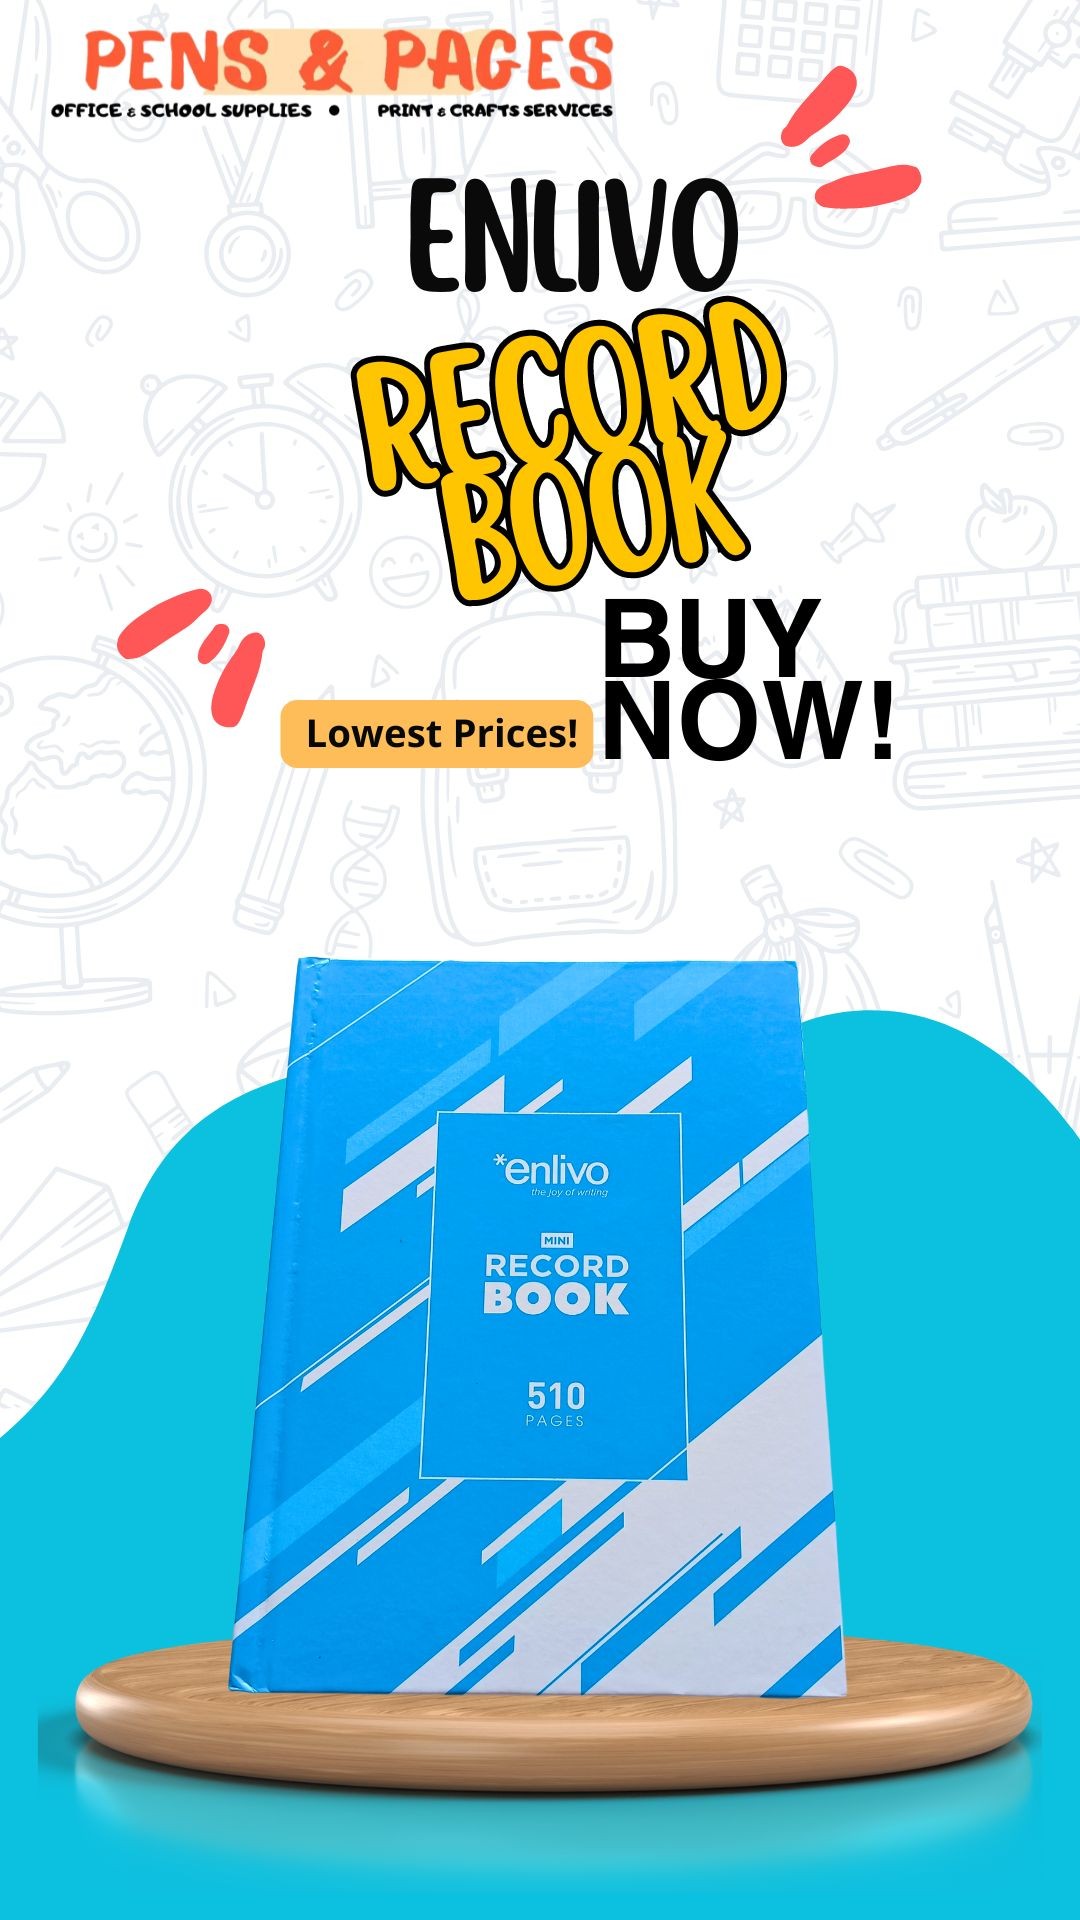 PENS & PAGES
OFFICE & SCHOOL SUPPLIES • PRINT & CRAFTS SERVICES
ENLIVO
RECORD
BOOK
BUY
NOW!
Lowest Prices!
*enlivo
the joy of writing
MINI
RECORD
BOOK
510
PAGES